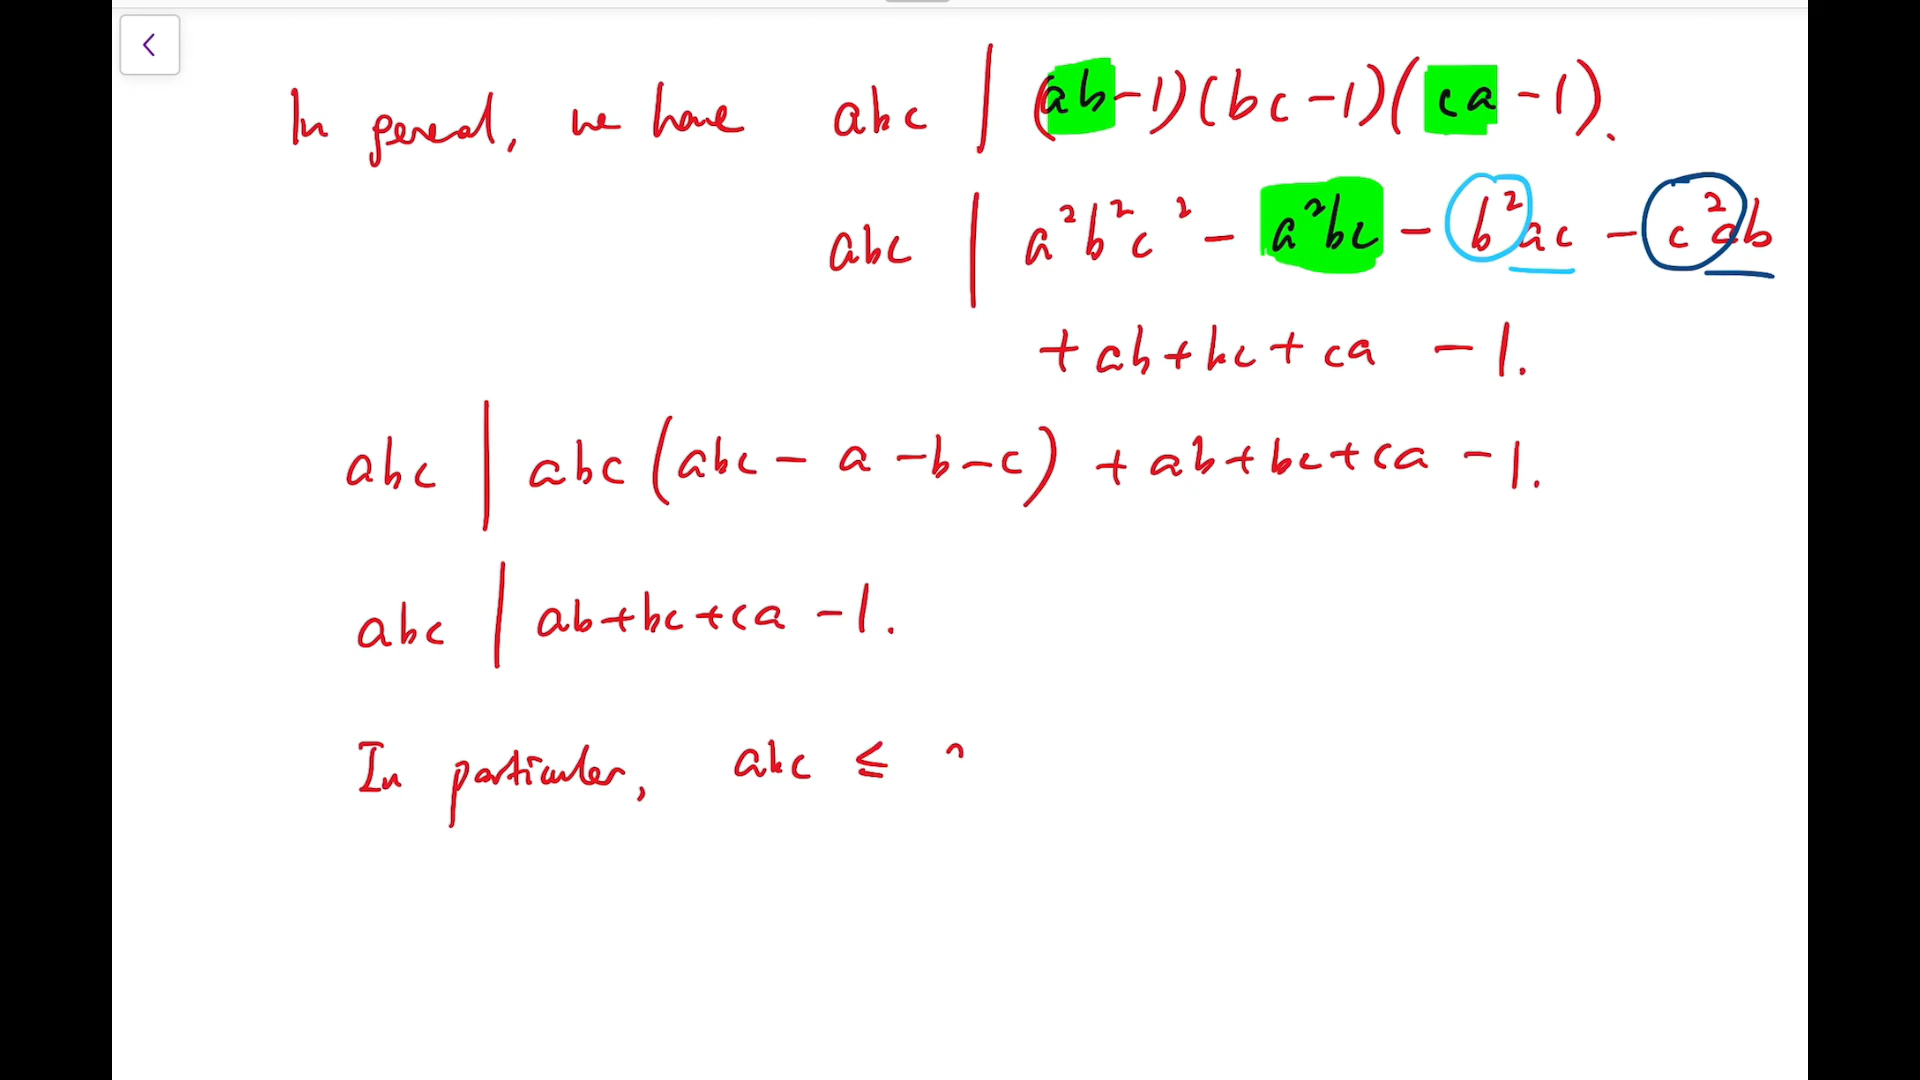 In general, we have abc | (ab-1)(bc-1)(ca-1).
abc | a²b²c² - a²bc - b²ac - c²ab
+ ab+bc+ca - 1.
abc | abc(abc - a - b - c) + ab+bc+ca - 1.
abc | ab+bc+ca - 1.
In particular, abc ≤